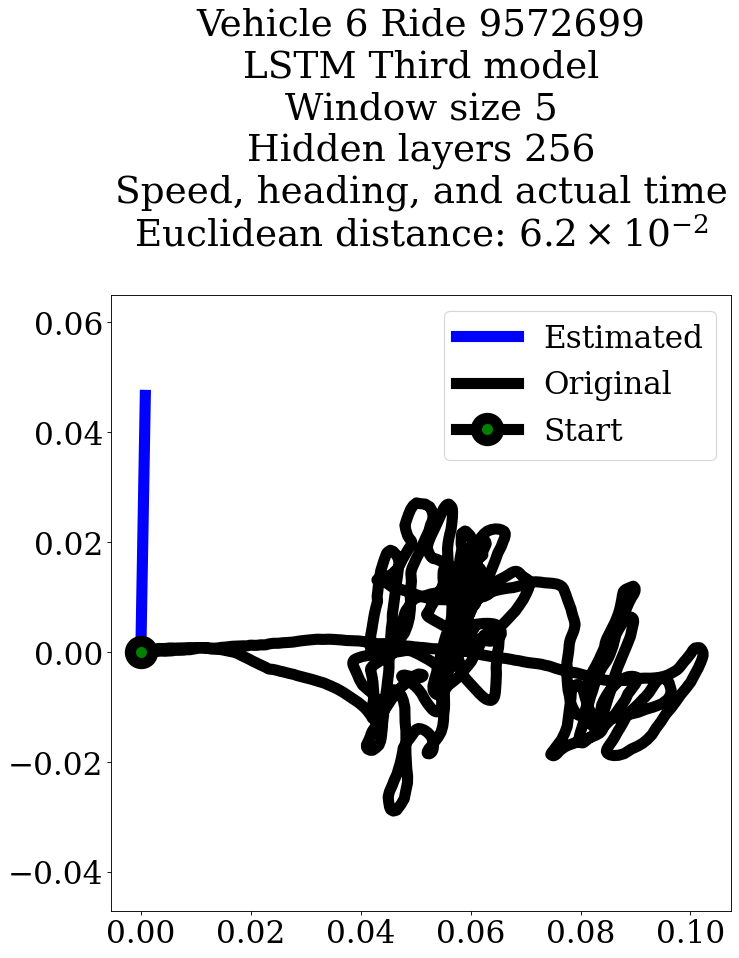 Vehicle 6 Ride 9572699
LSTM Third model
Window size 5
Hidden layers 256
Speed, heading, and actual time
Euclidean distance: 6.2 × 10⁻²
Estimated
Original
Start
0.06
0.04
0.02
0.00
−0.02
−0.04
0.00 0.02 0.04 0.06 0.08 0.10